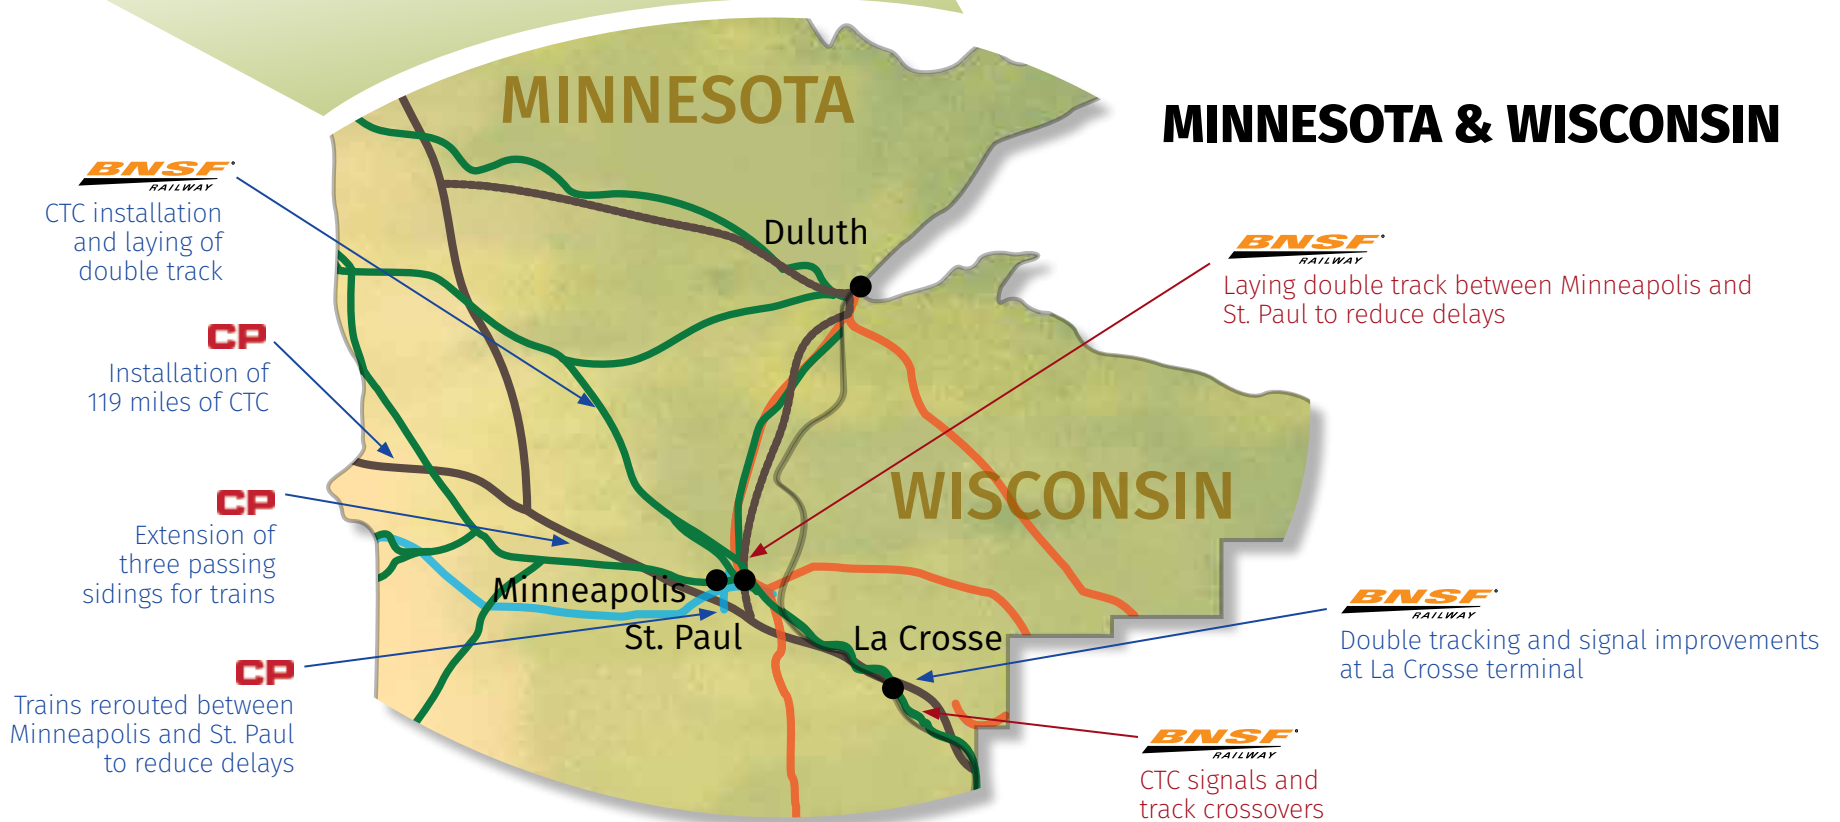 MINNESOTA
MINNESOTA & WISCONSIN
BNSF
RAILWAY
CTC installation
and laying of
double track
CP
Installation of
119 miles of CTC
CP
Extension of
three passing
sidings for trains
CP
Trains rerouted between
Minneapolis and St. Paul
to reduce delays
Duluth
WISCONSIN
Minneapolis
St. Paul
La Crosse
BNSF
RAILWAY
Laying double track between Minneapolis and
St. Paul to reduce delays
BNSF
RAILWAY
Double tracking and signal improvements
at La Crosse terminal
BNSF
RAILWAY
CTC signals and
track crossovers